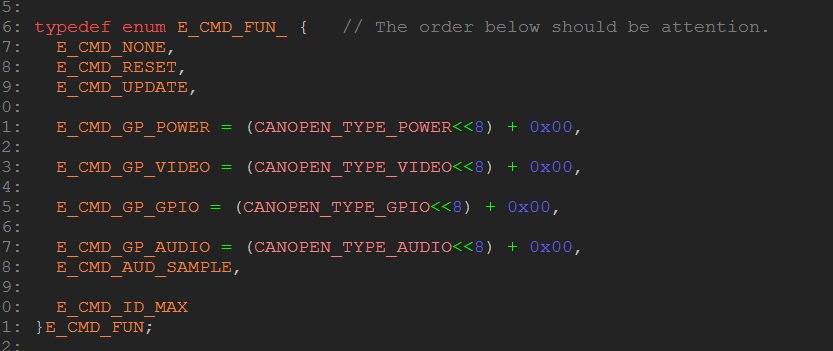 5:
6: typedef enum E_CMD_FUN_ {   // The order below should be attention.
7:   E_CMD_NONE,
8:   E_CMD_RESET,
9:   E_CMD_UPDATE,
0:
1:   E_CMD_GP_POWER = (CANOPEN_TYPE_POWER<<8) + 0x00,
2:
3:   E_CMD_GP_VIDEO = (CANOPEN_TYPE_VIDEO<<8) + 0x00,
4:
5:   E_CMD_GP_GPIO = (CANOPEN_TYPE_GPIO<<8) + 0x00,
6:
7:   E_CMD_GP_AUDIO = (CANOPEN_TYPE_AUDIO<<8) + 0x00,
8:   E_CMD_AUD_SAMPLE,
9:
0:   E_CMD_ID_MAX
1: }E_CMD_FUN;
2: